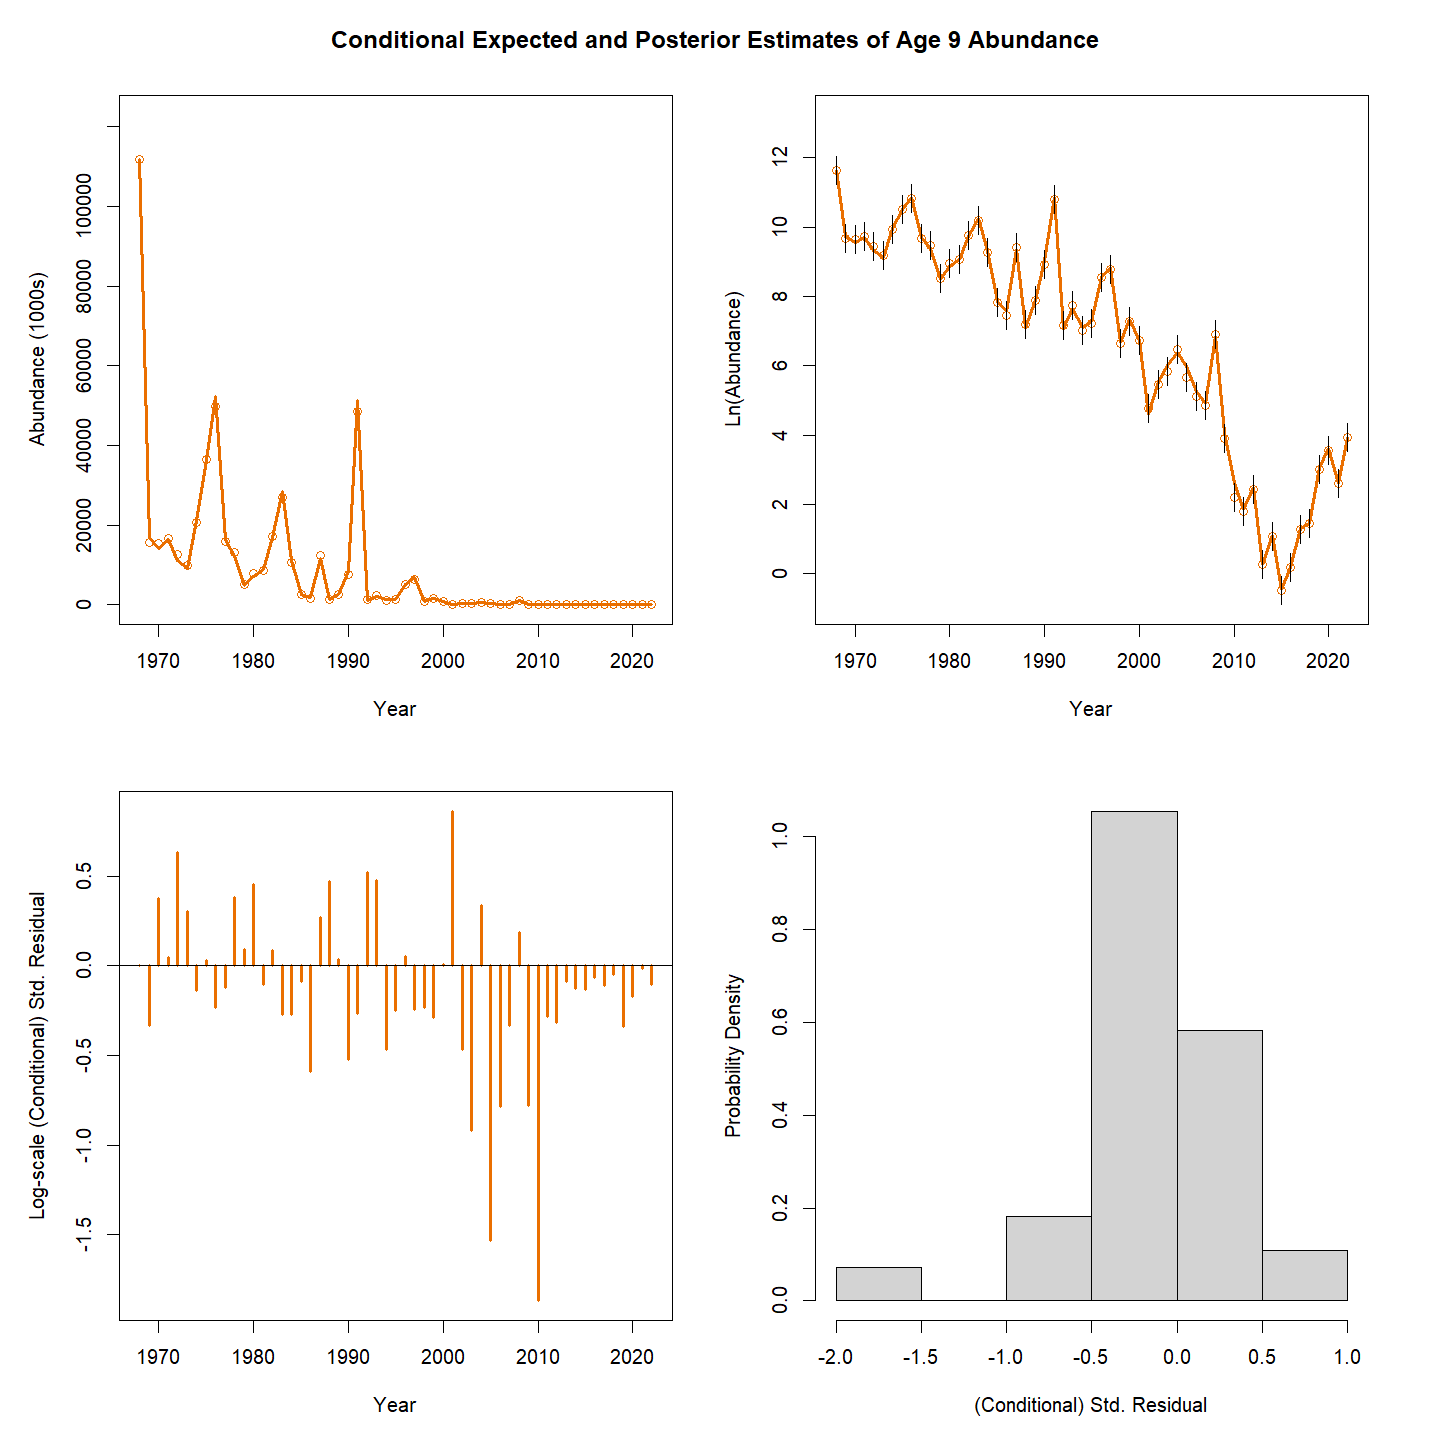 Conditional Expected and Posterior Estimates of Age 9 Abundance
Abundance (1000s)
0
20000
40000
60000
80000
100000
1970 1980 1990 2000 2010 2020
Year
Ln(Abundance)
0
2
4
6
8
10
12
1970 1980 1990 2000 2010 2020
Year
Log-scale (Conditional) Std. Residual
-1.5
-1.0
-0.5
0.0
0.5
1970 1980 1990 2000 2010 2020
Year
Probability Density
0.0
0.2
0.4
0.6
0.8
1.0
-2.0 -1.5 -1.0 -0.5 0.0 0.5 1.0
(Conditional) Std. Residual